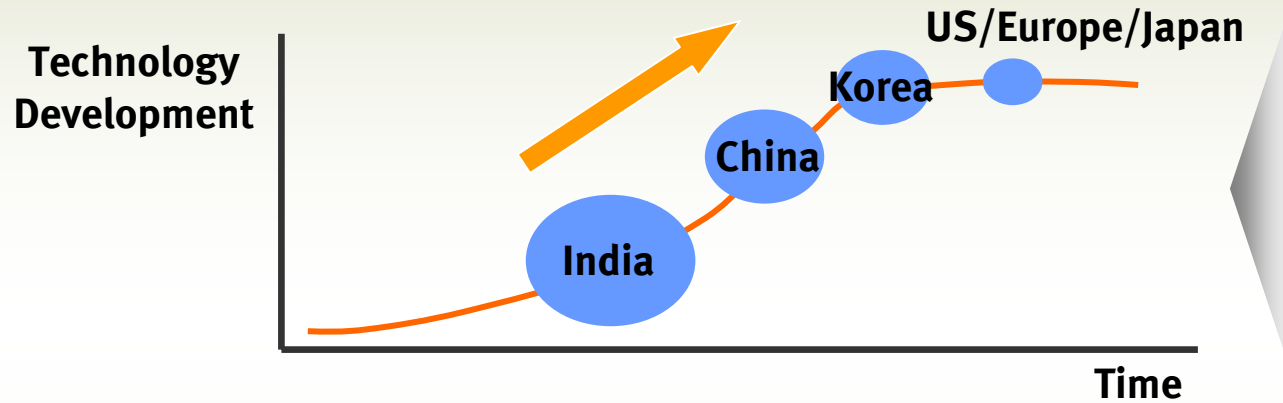 US/Europe/Japan
Technology
Development
Korea
China
India
Time